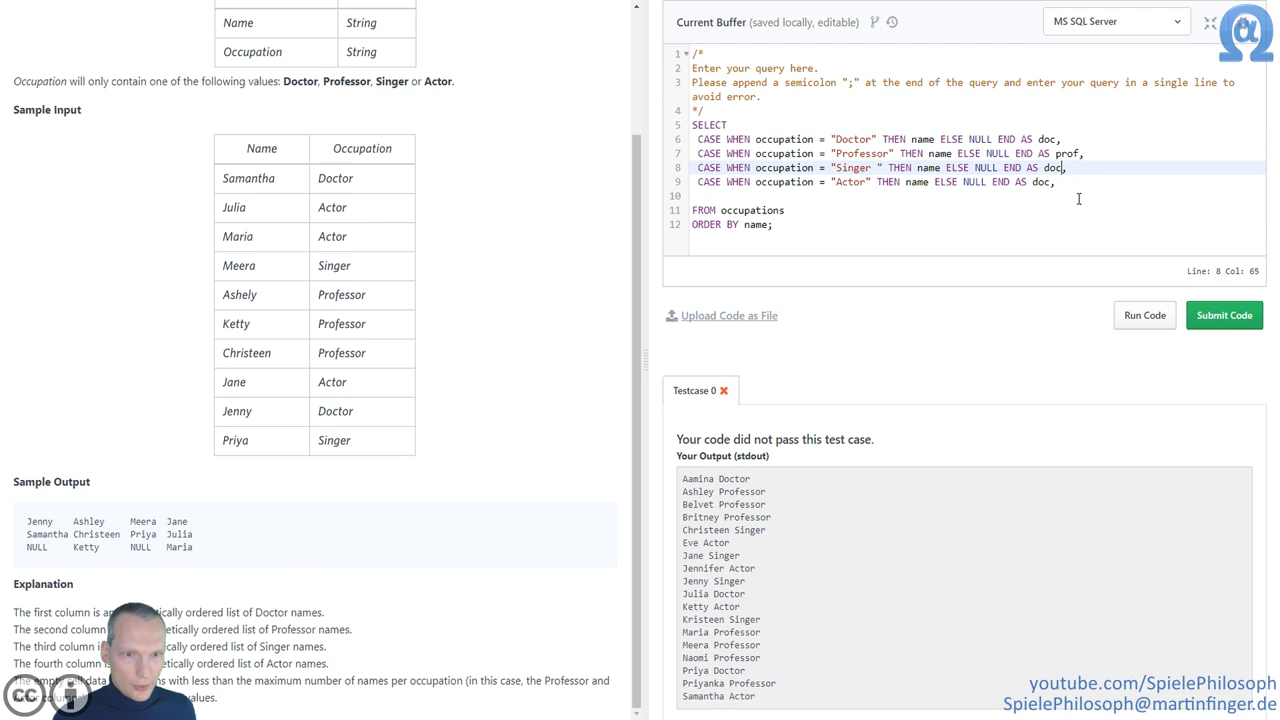 Name String
Occupation String
Occupation will only contain one of the following values: Doctor, Professor, Singer or Actor.
Sample Input
Name Occupation
Samantha Doctor
Julia Actor
Maria Actor
Meera Singer
Ashely Professor
Ketty Professor
Christeen Professor
Jane Actor
Jenny Doctor
Priya Singer
Sample Output
Jenny Ashley Meera Jane
Samantha Christeen Priya Julia
NULL Ketty NULL Maria
Explanation
The first column is an alphabetically ordered list of Doctor names.
The second column
The third column
The fourth column
The empty cell data
etically ordered list of Professor names.
etically ordered list of Singer names.
etically ordered list of Actor names.
with less than the maximum number of names per occupation (in this case, the Professor and
values.
Current Buffer (saved locally, editable)
MS SQL Server
1 /*
2 Enter your query here.
3 Please append a semicolon ";" at the end of the query and enter your query in a single line to
avoid error.
4 */
5 SELECT
6 CASE WHEN occupation = "Doctor" THEN name ELSE NULL END AS doc,
7 CASE WHEN occupation = "Professor" THEN name ELSE NULL END AS prof,
8 CASE WHEN occupation = "Singer " THEN name ELSE NULL END AS doc,
9 CASE WHEN occupation = "Actor" THEN name ELSE NULL END AS doc,
10
11 FROM occupations
12 ORDER BY name;
Line: 8 Col: 65
Upload Code as File
Run Code
Submit Code
Testcase 0
Your code did not pass this test case.
Your Output (stdout)
Aamina Doctor
Ashley Professor
Belvet Professor
Britney Professor
Christeen Singer
Eve Actor
Jane Singer
Jennifer Actor
Jenny Singer
Julia Doctor
Ketty Actor
Kristeen Singer
Maria Professor
Meera Professor
Naomi Professor
Priya Doctor
Priyanka Professor
Samantha Actor
youtube.com/SpielePhilosoph
SpielePhilosoph@martinfinger.de
cc